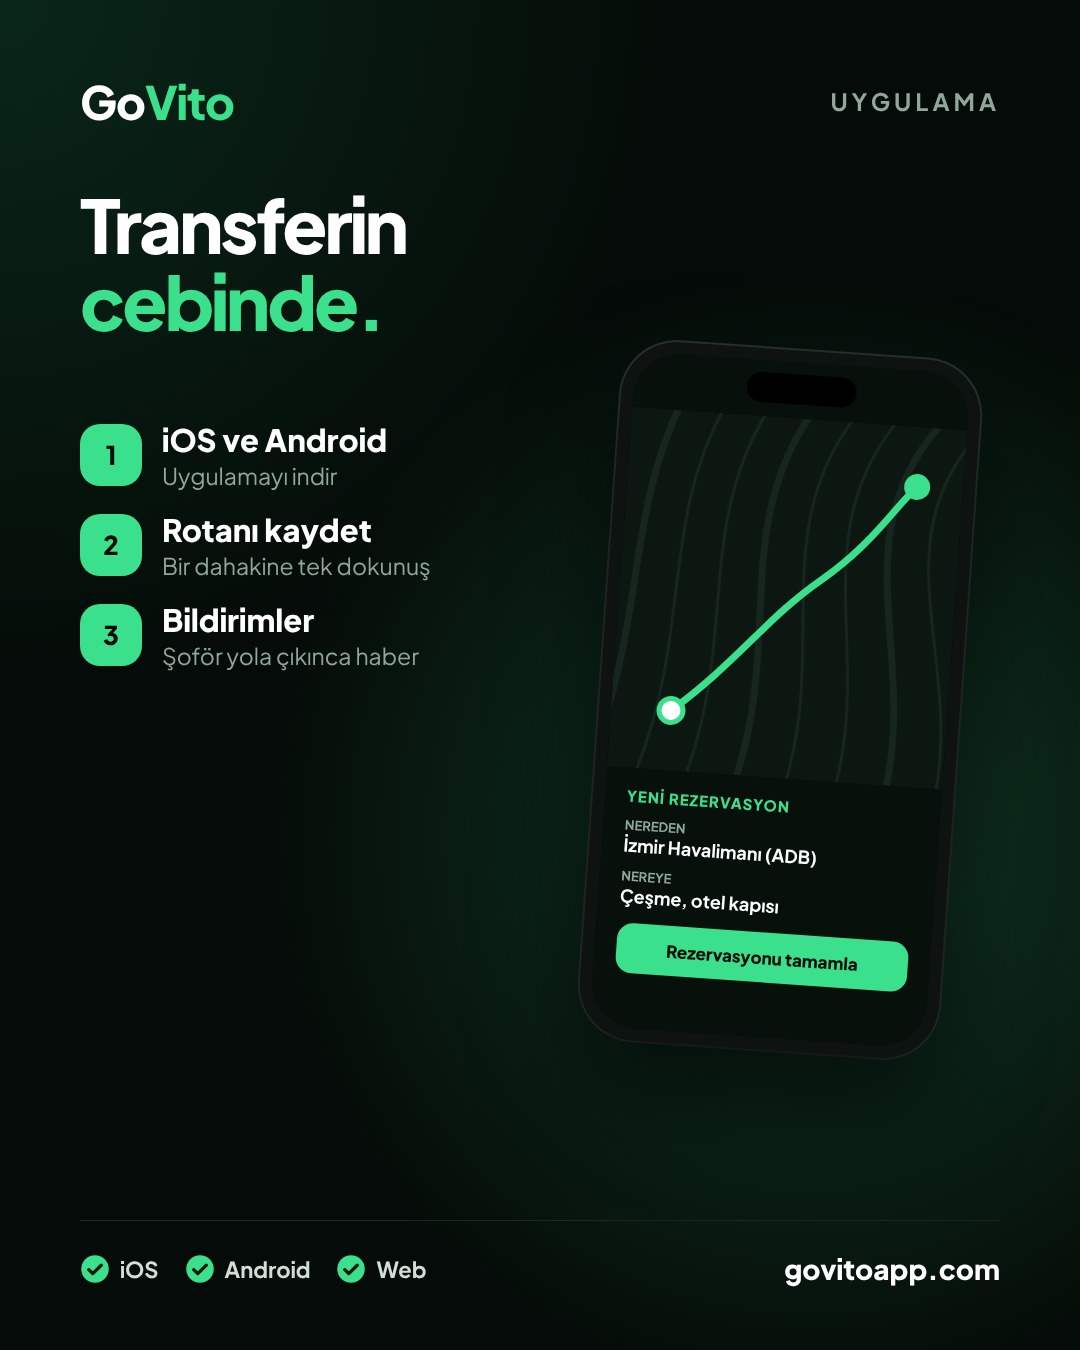 GoVito
UYGULAMA
Transferin
cebinde.
1
iOS ve Android
Uygulamayı indir
2
Rotanı kaydet
Bir dahakine tek dokunuş
3
Bildirimler
Şoför yola çıkınca haber
YENİ REZERVASYON
NEREDEN
İzmir Havalimanı (ADB)
NEREYE
Çeşme, otel kapısı
Rezervasyonu tamamla
iOS
Android
Web
govitoapp.com